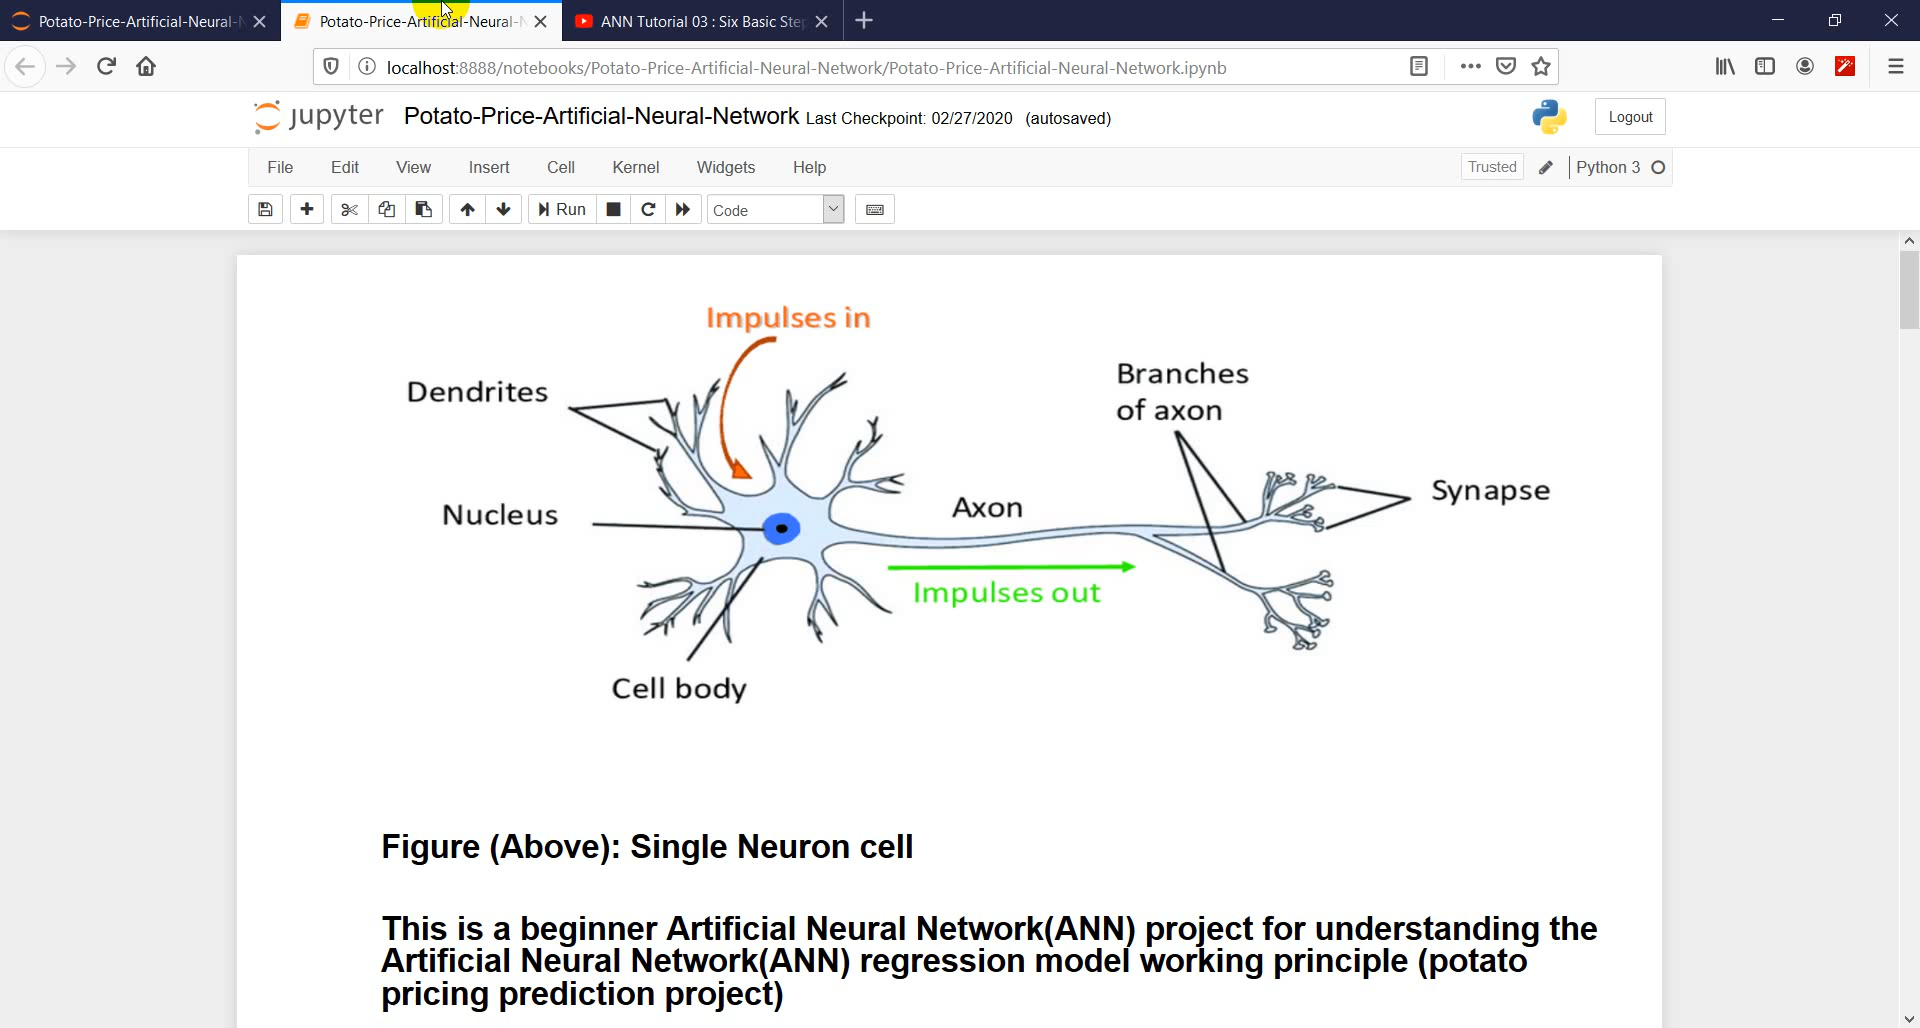 Potato-Price-Artificial-Neural-
Potato-Price-Artificial-Neural-N
ANN Tutorial 03 : Six Basic Ste
localhost:8888/notebooks/Potato-Price-Artificial-Neural-Network/Potato-Price-Artificial-Neural-Network.ipynb
jupyter Potato-Price-Artificial-Neural-Network Last Checkpoint: 02/27/2020 (autosaved)
Logout
File Edit View Insert Cell Kernel Widgets Help
Trusted Python 3
Run Code
Impulses in
Dendrites
Branches
of axon
Nucleus
Axon
Synapse
Impulses out
Cell body
Figure (Above): Single Neuron cell
This is a beginner Artificial Neural Network(ANN) project for understanding the
Artificial Neural Network(ANN) regression model working principle (potato
pricing prediction project)